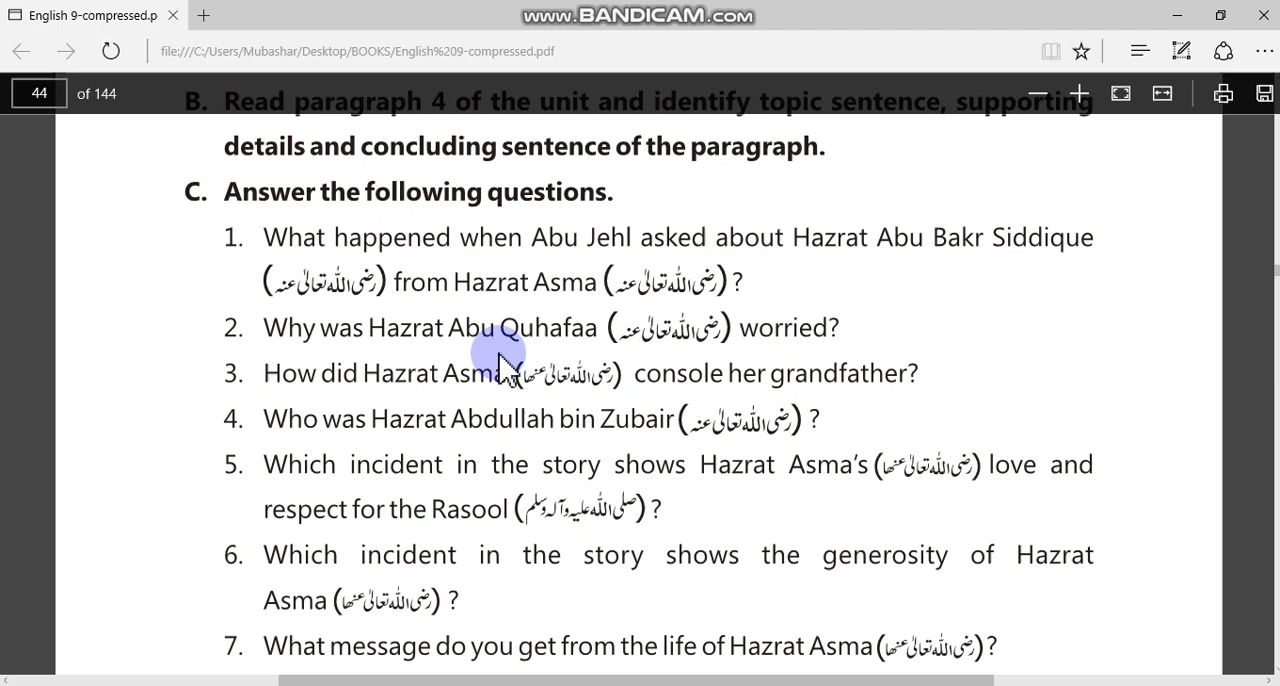 English 9-compressed.p
www.BANDICAM.com
file:///C:/Users/Mubashar/Desktop/BOOKS/English%209-compressed.pdf
44 of 144
B. Read paragraph 4 of the unit and identify topic sentence, supporting
details and concluding sentence of the paragraph.
C. Answer the following questions.
1. What happened when Abu Jehl asked about Hazrat Abu Bakr Siddique
(رضی اللہ تعالیٰ عنہ) from Hazrat Asma (رضی اللہ تعالیٰ عنہ) ?
2. Why was Hazrat Abu Quhafaa (رضی اللہ تعالیٰ عنہ) worried?
3. How did Hazrat Asma (رضی اللہ تعالیٰ عنھا) console her grandfather?
4. Who was Hazrat Abdullah bin Zubair (رضی اللہ تعالیٰ عنہ) ?
5. Which incident in the story shows Hazrat Asma's (رضی اللہ تعالیٰ عنھا) love and
respect for the Rasool (صلی اللہ علیہ وآلہ وسلم) ?
6. Which incident in the story shows the generosity of Hazrat
Asma (رضی اللہ تعالیٰ عنھا) ?
7. What message do you get from the life of Hazrat Asma (رضی اللہ تعالیٰ عنھا)?